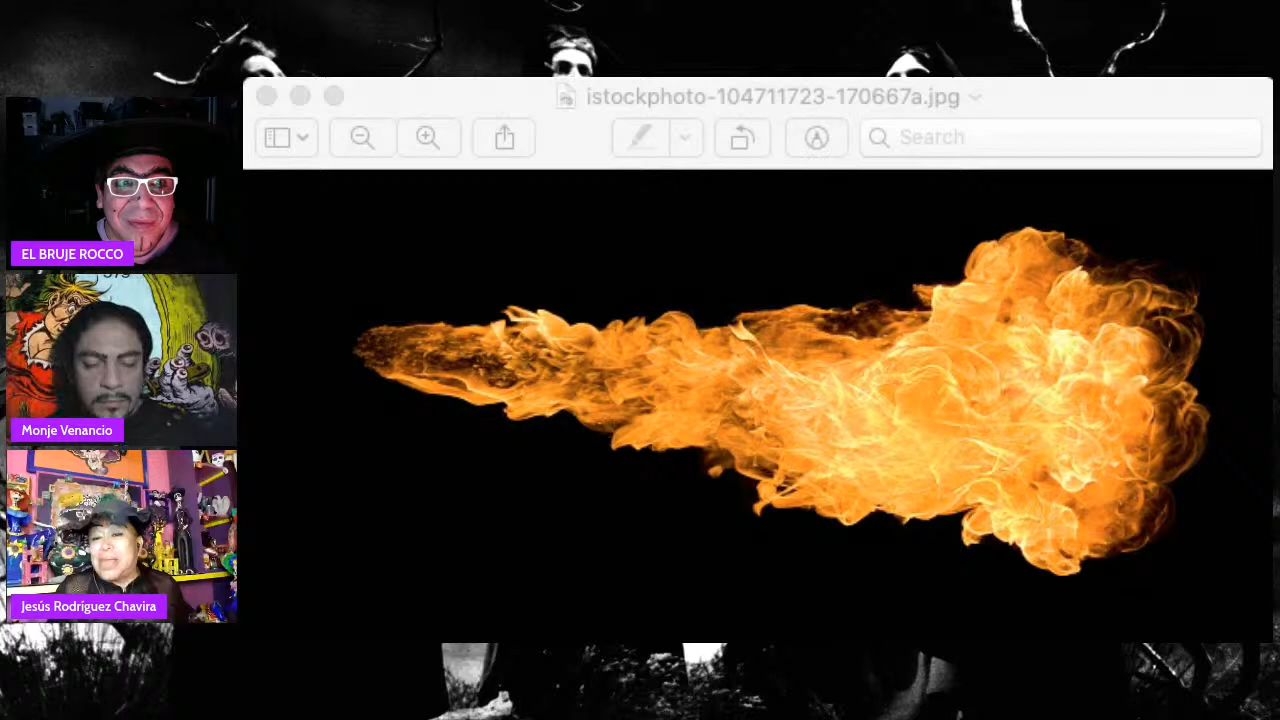 istockphoto-104711723-170667a.jpg
Search
EL BRUJE ROCCO
Monje Venancio
Jesús Rodríguez Chavira